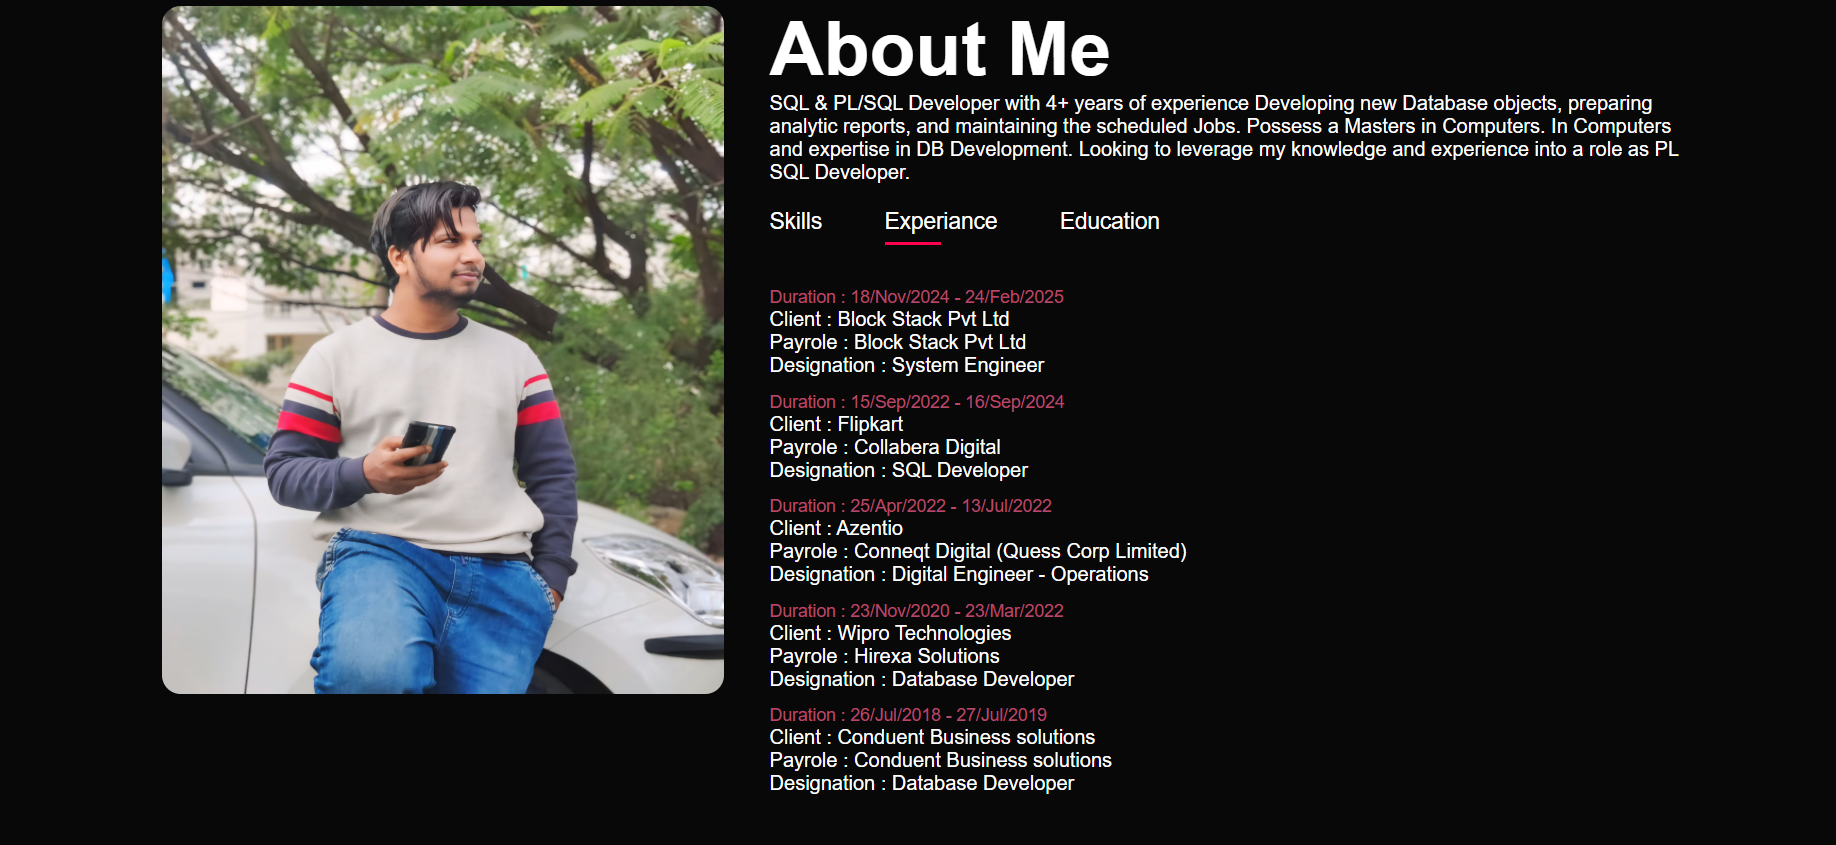 About Me
SQL & PL/SQL Developer with 4+ years of experience Developing new Database objects, preparing
analytic reports, and maintaining the scheduled Jobs. Possess a Masters in Computers. In Computers
and expertise in DB Development. Looking to leverage my knowledge and experience into a role as PL
SQL Developer.
Skills Experiance Education
Duration : 18/Nov/2024 - 24/Feb/2025
Client : Block Stack Pvt Ltd
Payrole : Block Stack Pvt Ltd
Designation : System Engineer
Duration : 15/Sep/2022 - 16/Sep/2024
Client : Flipkart
Payrole : Collabera Digital
Designation : SQL Developer
Duration : 25/Apr/2022 - 13/Jul/2022
Client : Azentio
Payrole : Conneqt Digital (Quess Corp Limited)
Designation : Digital Engineer - Operations
Duration : 23/Nov/2020 - 23/Mar/2022
Client : Wipro Technologies
Payrole : Hirexa Solutions
Designation : Database Developer
Duration : 26/Jul/2018 - 27/Jul/2019
Client : Conduent Business solutions
Payrole : Conduent Business solutions
Designation : Database Developer